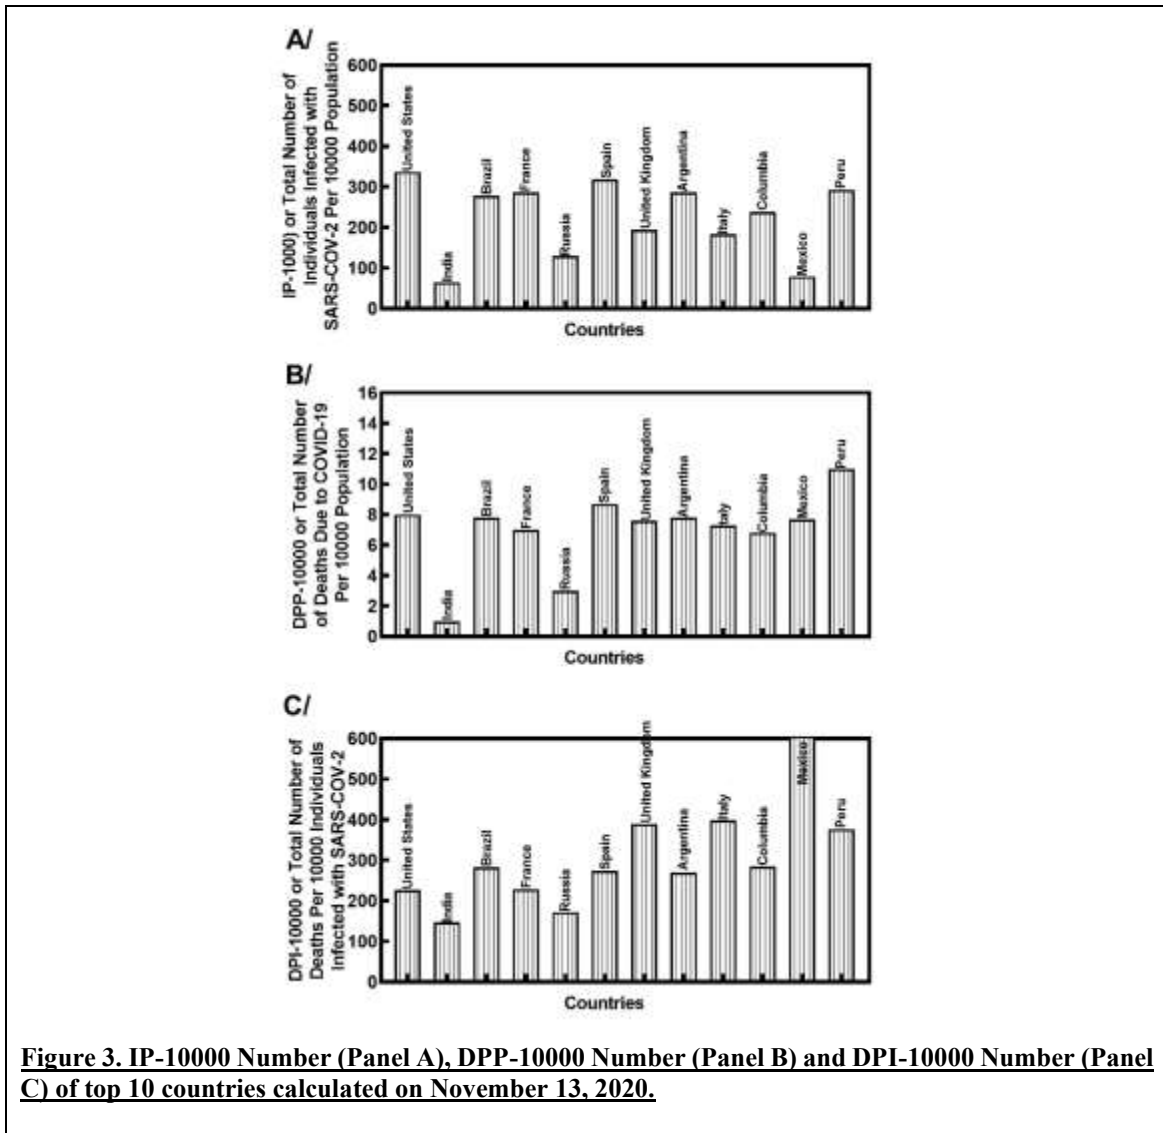 A/
IP-1000) or Total Number of
Individuals Infected with
SARS-COV-2 Per 10000 Population
600
500
400
300
200
100
0
United States
India
Brazil
France
Russia
Spain
United Kingdom
Argentina
Italy
Columbia
Mexico
Peru
Countries
B/
DPP-10000 or Total Number
of Deaths Due to COVID-19
Per 10000 Population
16
14
12
10
8
6
4
2
0
United States
India
Brazil
France
Russia
Spain
United Kingdom
Argentina
Italy
Columbia
Mexico
Peru
Countries
C/
DPI-10000 or Total Number of
Deaths Per 10000 Individuals
Infected with SARS-COV-2
600
500
400
300
200
100
0
United States
India
Brazil
France
Russia
Spain
United Kingdom
Argentina
Italy
Columbia
Mexico
Peru
Countries
Figure 3. IP-10000 Number (Panel A), DPP-10000 Number (Panel B) and DPI-10000 Number (Panel
C) of top 10 countries calculated on November 13, 2020.